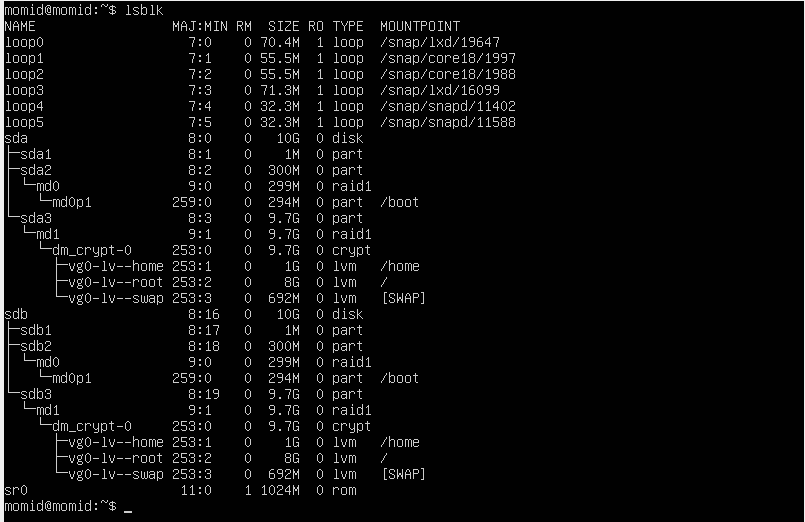 momid@momid:~$ lsblk
NAME                      MAJ:MIN RM   SIZE RO TYPE  MOUNTPOINT
loop0                       7:0    0  70.4M  1 loop  /snap/lxd/19647
loop1                       7:1    0  55.5M  1 loop  /snap/core18/1997
loop2                       7:2    0  55.5M  1 loop  /snap/core18/1988
loop3                       7:3    0  71.3M  1 loop  /snap/lxd/16099
loop4                       7:4    0  32.3M  1 loop  /snap/snapd/11402
loop5                       7:5    0  32.3M  1 loop  /snap/snapd/11588
sda                         8:0    0    10G  0 disk
├─sda1                      8:1    0     1M  0 part
├─sda2                      8:2    0   300M  0 part
│ └─md0                     9:0    0   299M  0 raid1
│   └─md0p1               259:0    0   294M  0 part  /boot
└─sda3                      8:3    0   9.7G  0 part
  └─md1                     9:1    0   9.7G  0 raid1
    └─dm_crypt-0          253:0    0   9.7G  0 crypt
      ├─vg0-lv--home      253:1    0     1G  0 lvm   /home
      ├─vg0-lv--root      253:2    0     8G  0 lvm   /
      └─vg0-lv--swap      253:3    0   692M  0 lvm   [SWAP]
sdb                         8:16   0    10G  0 disk
├─sdb1                      8:17   0     1M  0 part
├─sdb2                      8:18   0   300M  0 part
│ └─md0                     9:0    0   299M  0 raid1
│   └─md0p1               259:0    0   294M  0 part  /boot
└─sdb3                      8:19   0   9.7G  0 part
  └─md1                     9:1    0   9.7G  0 raid1
    └─dm_crypt-0          253:0    0   9.7G  0 crypt
      ├─vg0-lv--home      253:1    0     1G  0 lvm   /home
      ├─vg0-lv--root      253:2    0     8G  0 lvm   /
      └─vg0-lv--swap      253:3    0   692M  0 lvm   [SWAP]
sr0                        11:0    1  1024M  0 rom
momid@momid:~$ _